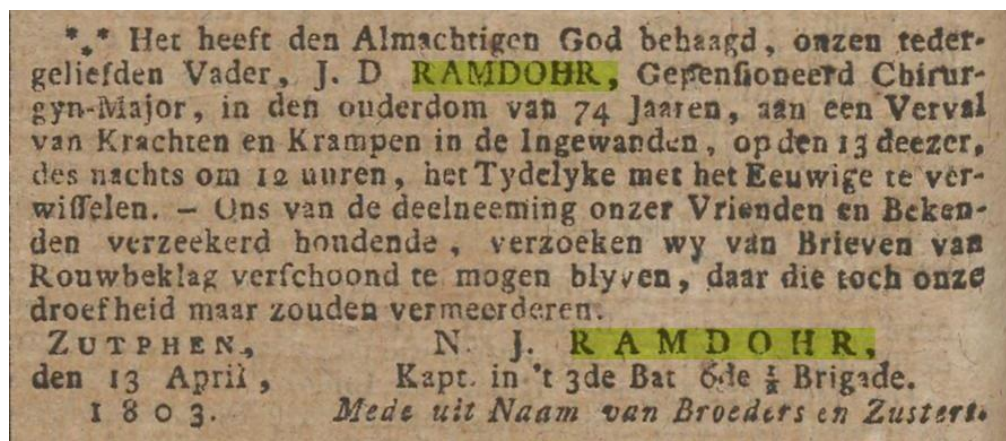 *⁎* Het heeft den Almachtigen God behaagd, onzen teder-
geliefden Vader, J. D RAMDOHR, Gepensioneerd Chirur-
gyn-Major, in den ouderdom van 74 Jaaren, aan een Verval
van Krachten en Krampen in de Ingewanden, op den 13 deezer,
des nachts om 12 uuren, het Tydelyke met het Eeuwige te ver-
wisselen. — Ons van de deelneeming onzer Vrienden en Beken-
den verzeekerd houdende, verzoeken wy van Brieven van
Rouwbeklag verschoond te mogen blyven, daar die toch onze
droefheid maar zouden vermeerderen.
ZUTPHEN, N. J. RAMDOHR,
den 13 April, Kapt. in 't 3de Bat 6de ½ Brigade.
1803. Mede uit Naam van Broeders en Zusters.